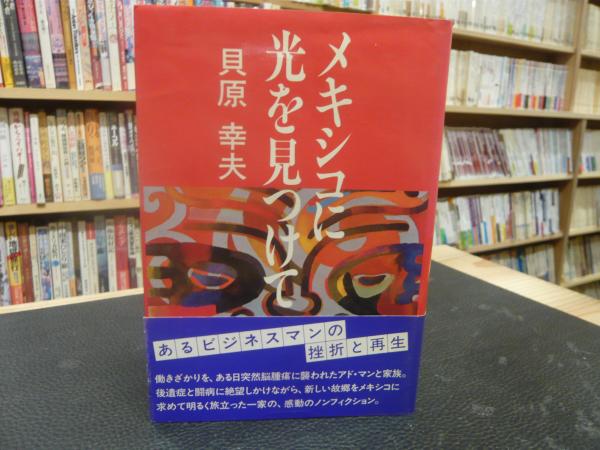 メキシコに
光を見つけて
貝原 幸夫
あるビジネスマンの
挫折と再生
働きざかりを、ある日突然脳腫瘍に襲われたアド・マンと家族。
後遺症と闘病に絶望しかけながら、新しい故郷をメキシコに
求めて明るく旅立った一家の、感動のノンフィクション。